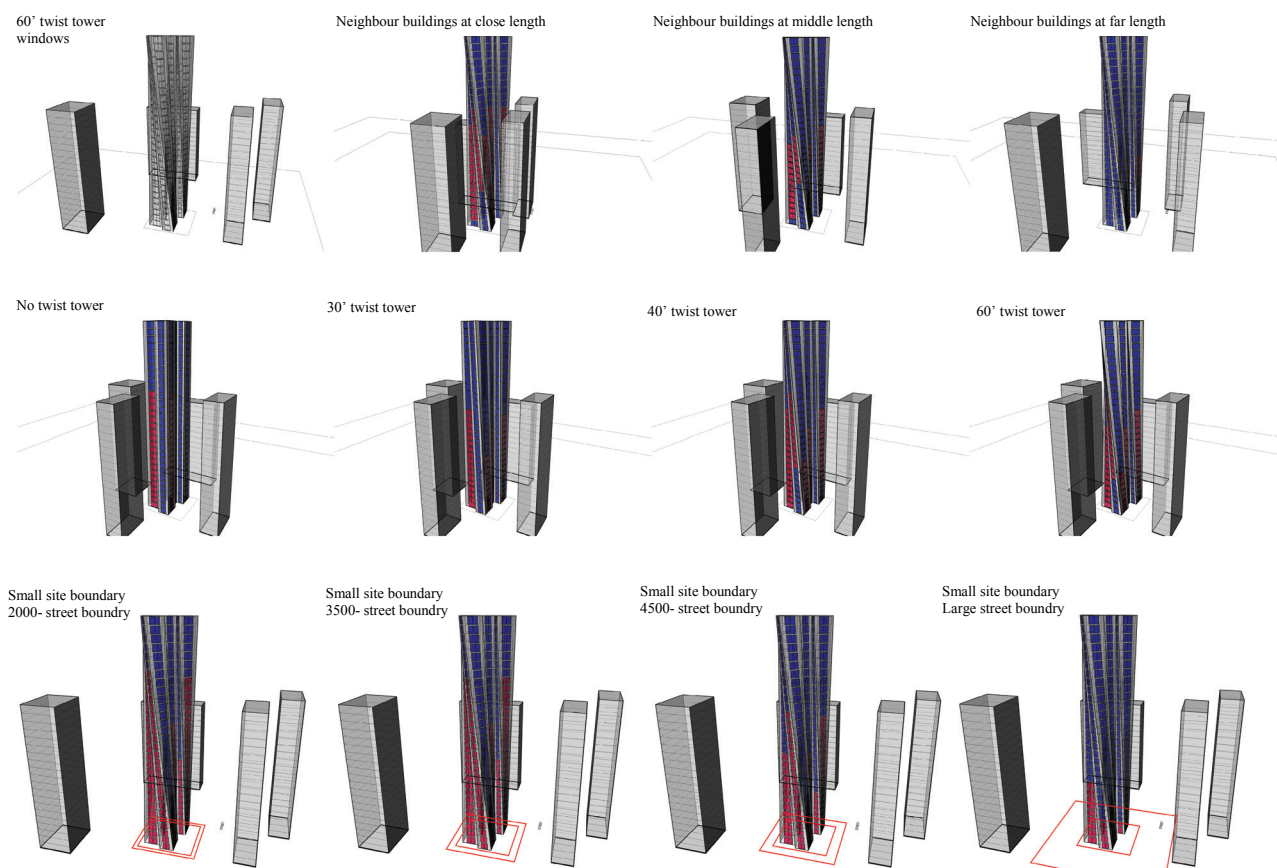 60’ twist tower
windows
Neighbour buildings at close length
Neighbour buildings at middle length
Neighbour buildings at far length
No twist tower
30’ twist tower
40’ twist tower
60’ twist tower
Small site boundary
2000- street boundry
Small site boundary
3500- street boundry
Small site boundary
4500- street boundry
Small site boundary
Large street boundry